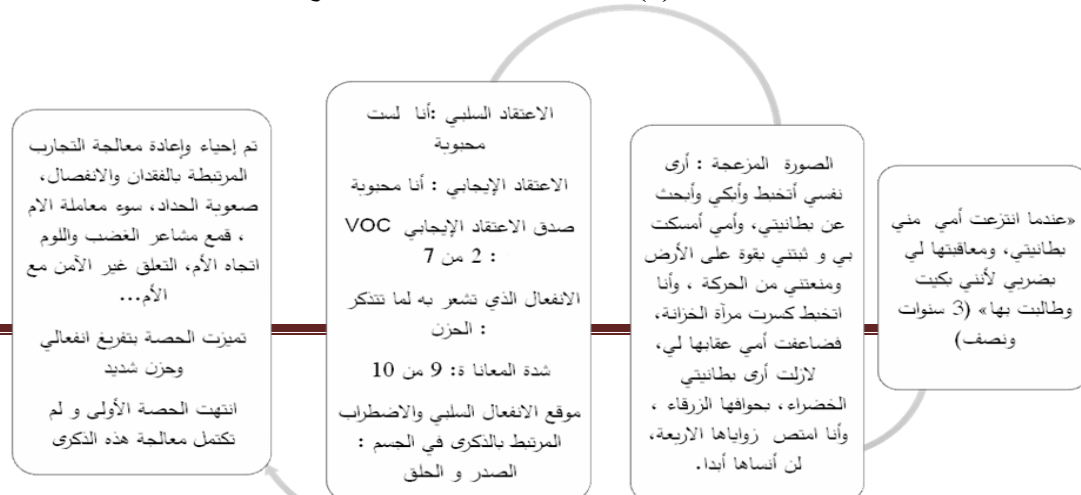 «عندما انتزعت أمي مني
بطانيتي، ومعاقبتها لي
بضربي لأنني بكيت
وطالبت بها» (3 سنوات
ونصف)
الصورة المزعجة : أرى
نفسي أتخبط وأبكي وأبحث
عن بطانيتي، وأمي أمسكت
بي و ثبتتني بقوة على الأرض
ومنعتني من الحركة ، وأنا
اتخبط كسرت مرآة الخزانة،
فضاعفت أمي عقابها لي،
لازلت أرى بطانيتي
الخضراء، بحوافها الزرقاء ،
وأنا امتص زواياها الاربعة،
لن أنساها أبدا.
الاعتقاد السلبي :أنا لست
محبوبة
الاعتقاد الإيجابي : أنا محبوبة
صدق الاعتقاد الإيجابي VOC
: 2 من 7
الانفعال الذي تشعر به لما تتذكر
: الحزن
شدة المعانا ة: 9 من 10
موقع الانفعال السلبي والاضطراب
المرتبط بالذكرى في الجسم :
الصدر و الحلق
تم إحياء وإعادة معالجة التجارب
المرتبطة بالفقدان والانفصال،
صعوبة الحداد، سوء معاملة الام
، قمع مشاعر الغضب واللوم
اتجاه الأم، التعلق غير الآمن مع
الأم...
تميزت الحصة بتفريغ انفعالي
وحزن شديد
انتهت الحصة الأولى و لم
تكتمل معالجة هذه الذكرى